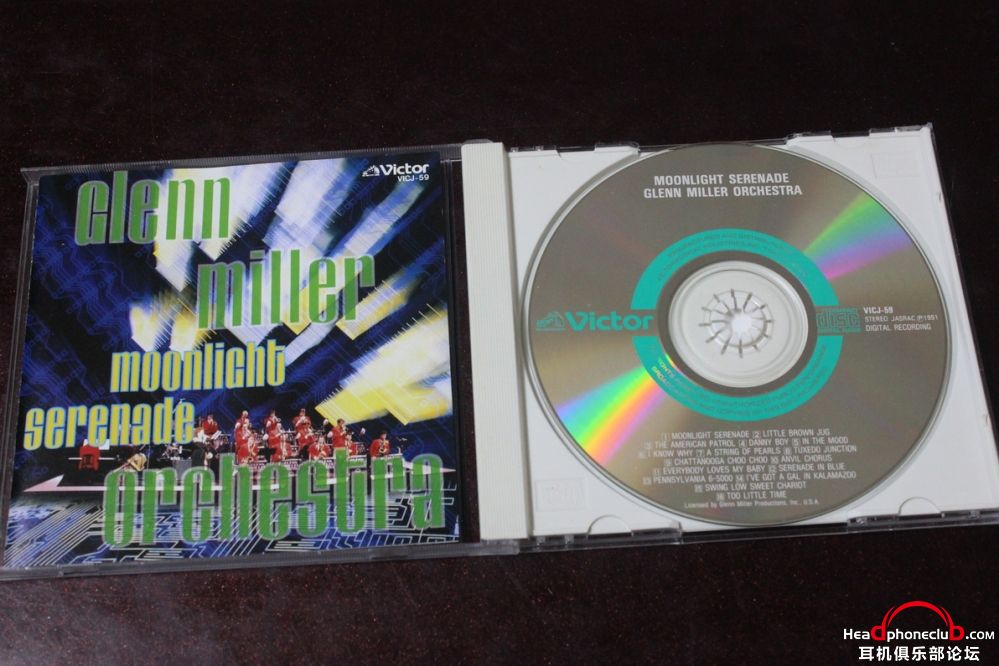 Glenn
miller
moonlight
serenade
orchestra
Victor
VICJ-59
MOONLIGHT SERENADE
GLENN MILLER ORCHESTRA
Victor
disc
VICJ-59
STEREO JASRAC Ⓟ1991
DIGITAL RECORDING
1 MOONLIGHT SERENADE 2 LITTLE BROWN JUG
3 THE AMERICAN PATROL 4 DANNY BOY 5 IN THE MOOD
6 I KNOW WHY 7 A STRING OF PEARLS 8 TUXEDO JUNCTION
9 CHATTANOOGA CHOO CHOO 10 ANVIL CHORUS
11 EVERYBODY LOVES MY BABY 12 SERENADE IN BLUE
13 PENNSYLVANIA 6-5000 14 I'VE GOT A GAL IN KALAMAZOO
15 SWING LOW SWEET CHARIOT
16 TOO LITTLE TIME
Licensed by Glenn Miller Productions, Inc., U.S.A.
Headphoneclub.com
耳机俱乐部论坛